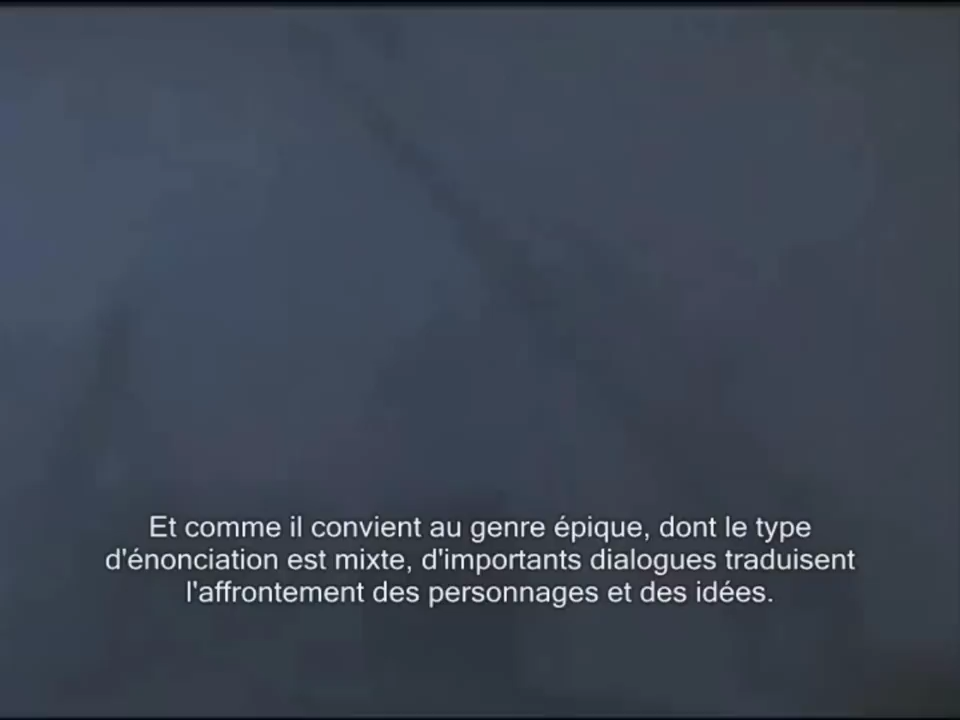 Et comme il convient au genre épique, dont le type
d'énonciation est mixte, d'importants dialogues traduisent
l'affrontement des personnages et des idées.